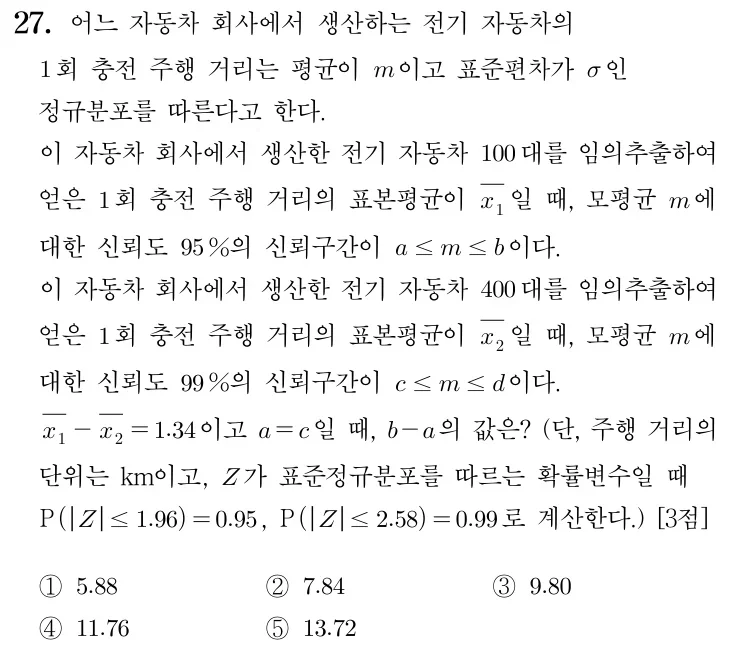 27. 어느 자동차 회사에서 생산하는 전기 자동차의
1회 충전 주행 거리는 평균이 m이고 표준편차가 σ인
정규분포를 따른다고 한다.
이 자동차 회사에서 생산한 전기 자동차 100대를 임의추출하여
얻은 1회 충전 주행 거리의 표본평균이 x̄₁일 때, 모평균 m에
대한 신뢰도 95%의 신뢰구간이 a ≤ m ≤ b이다.
이 자동차 회사에서 생산한 전기 자동차 400대를 임의추출하여
얻은 1회 충전 주행 거리의 표본평균이 x̄₂일 때, 모평균 m에
대한 신뢰도 99%의 신뢰구간이 c ≤ m ≤ d이다.
x̄₁ − x̄₂ = 1.34이고 a = c일 때, b − a의 값은? (단, 주행 거리의
단위는 km이고, Z가 표준정규분포를 따르는 확률변수일 때
P(|Z| ≤ 1.96) = 0.95, P(|Z| ≤ 2.58) = 0.99로 계산한다.) [3점]
① 5.88 ② 7.84 ③ 9.80
④ 11.76 ⑤ 13.72